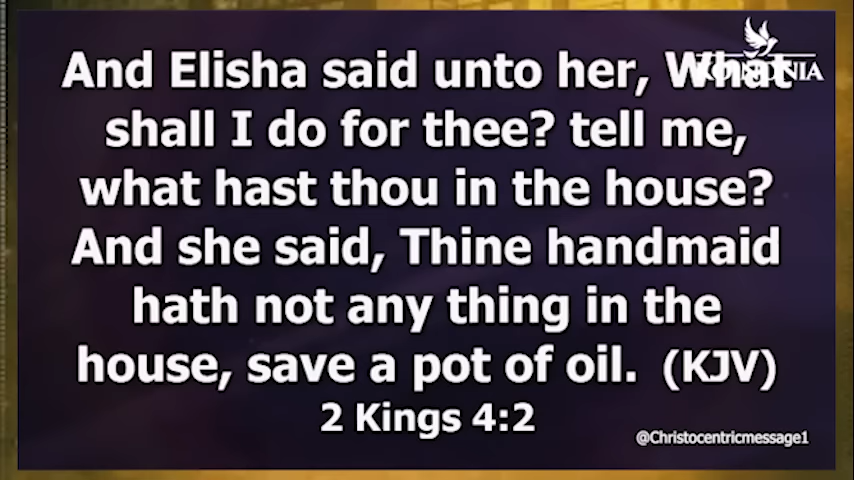 And Elisha said unto her, What
shall I do for thee? tell me,
what hast thou in the house?
And she said, Thine handmaid
hath not any thing in the
house, save a pot of oil. (KJV)
2 Kings 4:2
@Christocentricmessage1
KOINONIA